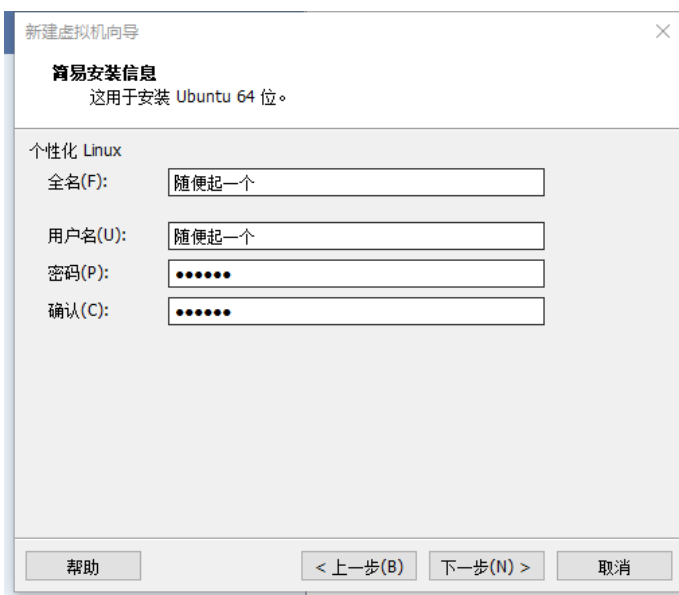 新建虚拟机向导
简易安装信息
这用于安装 Ubuntu 64 位。
个性化 Linux
全名(F): 随便起一个
用户名(U): 随便起一个
密码(P): ●●●●●●
确认(C): ●●●●●●
帮助 < 上一步(B) 下一步(N) > 取消